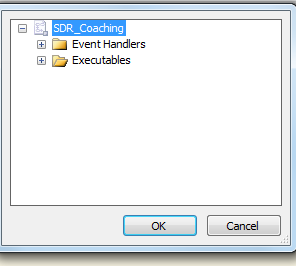 SDR_Coaching
Event Handlers
Executables
OK
Cancel